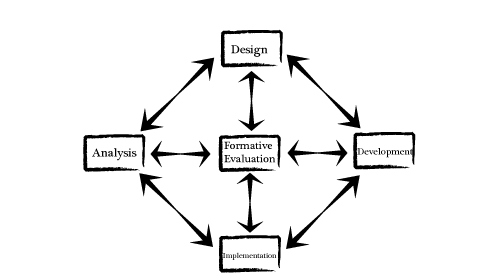 Design
Analysis
Formative
Evaluation
Development
Implementation